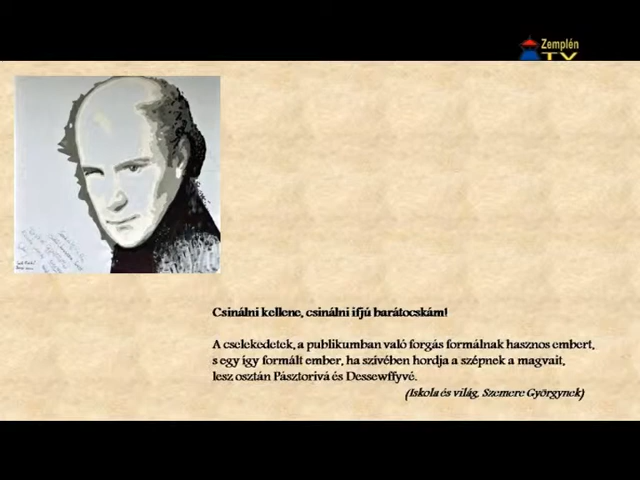 Zemplén
TV
Csinálni kellene, csinálni ifjú barátocskám!
A cselekedetek, a publikumban való forgás formálnak hasznos embert,
s egy így formált ember, ha szívében hordja a szépnek a magvait,
lesz osztán Pásztorivá és Dessewffyvé.
(Iskola és világ, Szemere Györgynek)